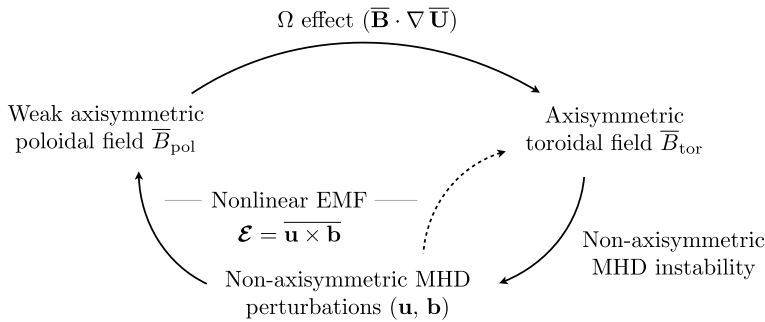 Ω effect (B̅ · ∇ U̅)
Weak axisymmetric
poloidal field B̅pol
Axisymmetric
toroidal field B̅tor
Nonlinear EMF
𝓔 = u × b
Non-axisymmetric
MHD instability
Non-axisymmetric MHD
perturbations (u, b)